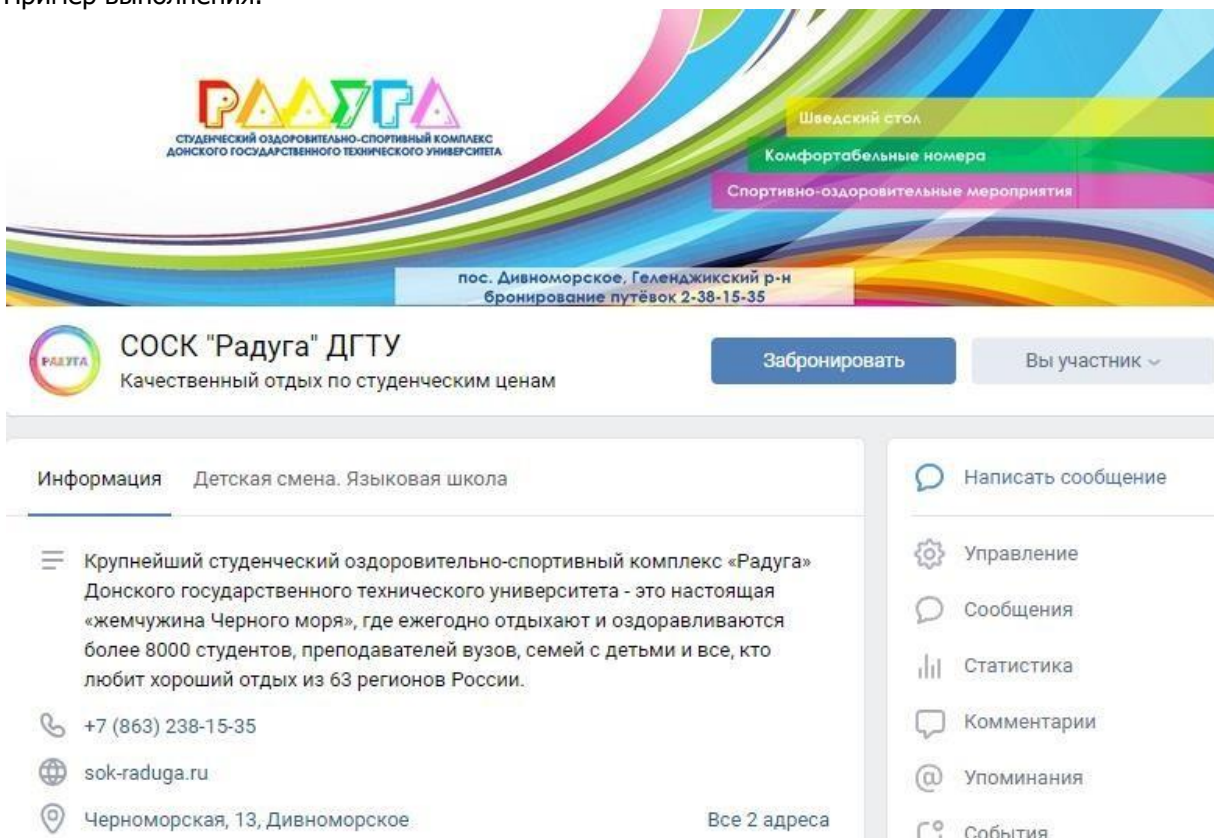 Пример выполнения:
РАДУГА
СТУДЕНЧЕСКИЙ ОЗДОРОВИТЕЛЬНО-СПОРТИВНЫЙ КОМПЛЕКС
ДОНСКОГО ГОСУДАРСТВЕННОГО ТЕХНИЧЕСКОГО УНИВЕРСИТЕТА
Шведский стол
Комфортабельные номера
Спортивно-оздоровительные мероприятия
пос. Дивноморское, Геленджикский р-н
бронирование путёвок 2-38-15-35
РАДУГА
СОСК "Радуга" ДГТУ
Качественный отдых по студенческим ценам
Забронировать
Вы участник
Информация Детская смена. Языковая школа
Крупнейший студенческий оздоровительно-спортивный комплекс «Радуга»
Донского государственного технического университета - это настоящая
«жемчужина Черного моря», где ежегодно отдыхают и оздоравливаются
более 8000 студентов, преподавателей вузов, семей с детьми и все, кто
любит хороший отдых из 63 регионов России.
+7 (863) 238-15-35
sok-raduga.ru
Черноморская, 13, Дивноморское Все 2 адреса
Написать сообщение
Управление
Сообщения
Статистика
Комментарии
Упоминания
События